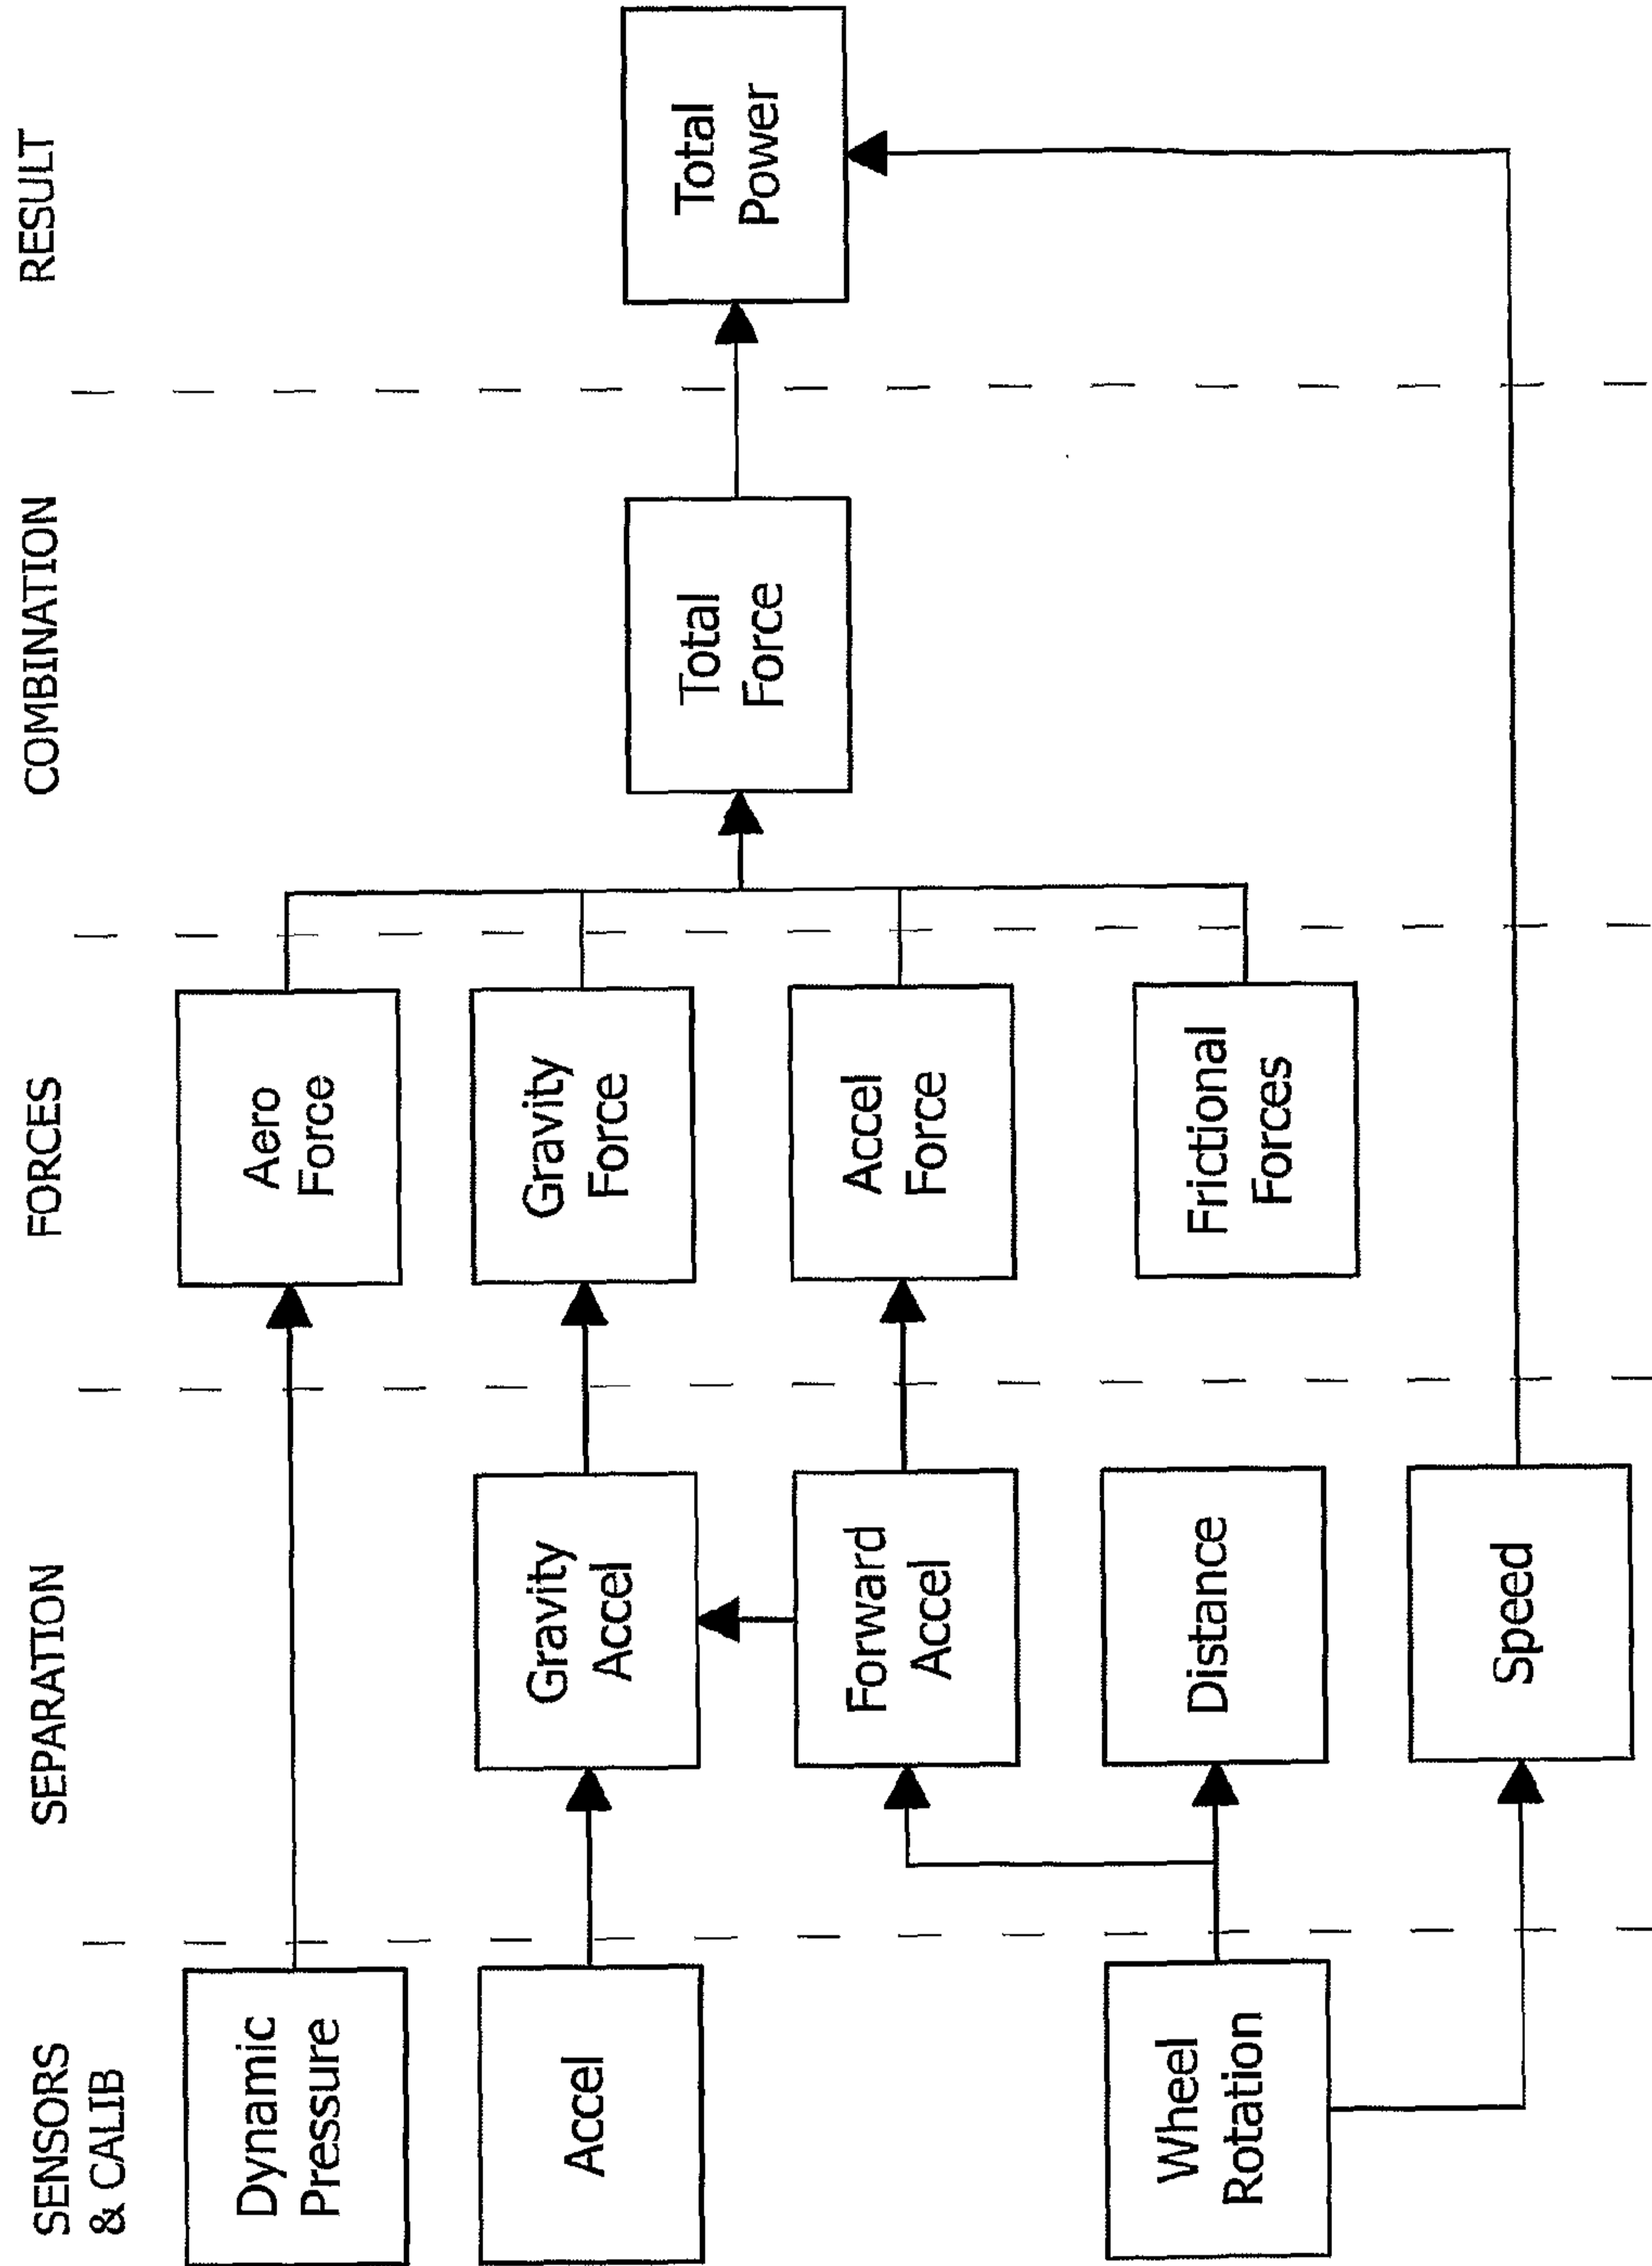 SENSORS
& CALIB
SEPARATION
FORCES
COMBINATION
RESULT
Dynamic
Pressure
Aero
Force
Accel
Gravity
Accel
Gravity
Force
Total
Force
Total
Power
Forward
Accel
Accel
Force
Wheel
Rotation
Distance
Frictional
Forces
Speed